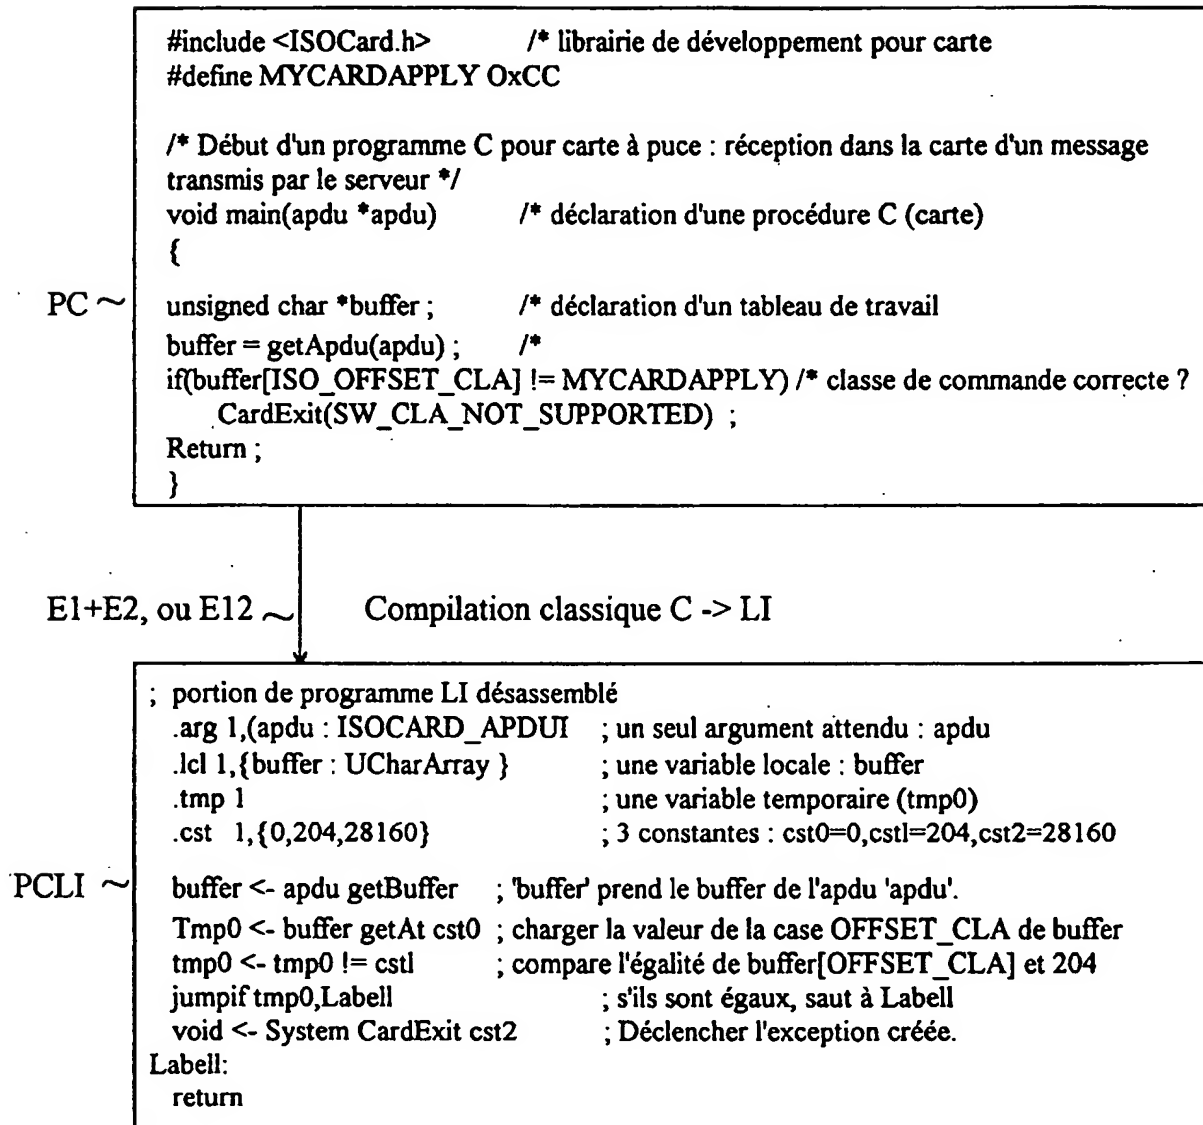 #include <ISOCard.h> /* librairie de développement pour carte
#define MYCARDAPPLY OxCC
/* Début d'un programme C pour carte à puce : réception dans la carte d'un message
transmis par le serveur */
void main(apdu *apdu) /* déclaration d'une procédure C (carte)
{
PC ~ unsigned char *buffer ; /* déclaration d'un tableau de travail
buffer = getApdu(apdu) ; /*
if(buffer[ISO_OFFSET_CLA] != MYCARDAPPLY) /* classe de commande correcte ?
CardExit(SW_CLA_NOT_SUPPORTED) ;
Return ;
}
E1+E2, ou E12 ~ Compilation classique C -> LI
; portion de programme LI désassemblé
.arg 1,(apdu : ISOCARD_APDUI ; un seul argument attendu : apdu
.lcl 1,{buffer : UCharArray } ; une variable locale : buffer
.tmp 1 ; une variable temporaire (tmp0)
.cst 1,{0,204,28160} ; 3 constantes : cst0=0,cstl=204,cst2=28160
PCLI ~ buffer <- apdu getBuffer ; 'buffer' prend le buffer de l'apdu 'apdu'.
Tmp0 <- buffer getAt cst0 ; charger la valeur de la case OFFSET_CLA de buffer
tmp0 <- tmp0 != cstl ; compare l'égalité de buffer[OFFSET_CLA] et 204
jumpif tmp0,Labell ; s'ils sont égaux, saut à Labell
void <- System CardExit cst2 ; Déclencher l'exception créée.
Labell:
return